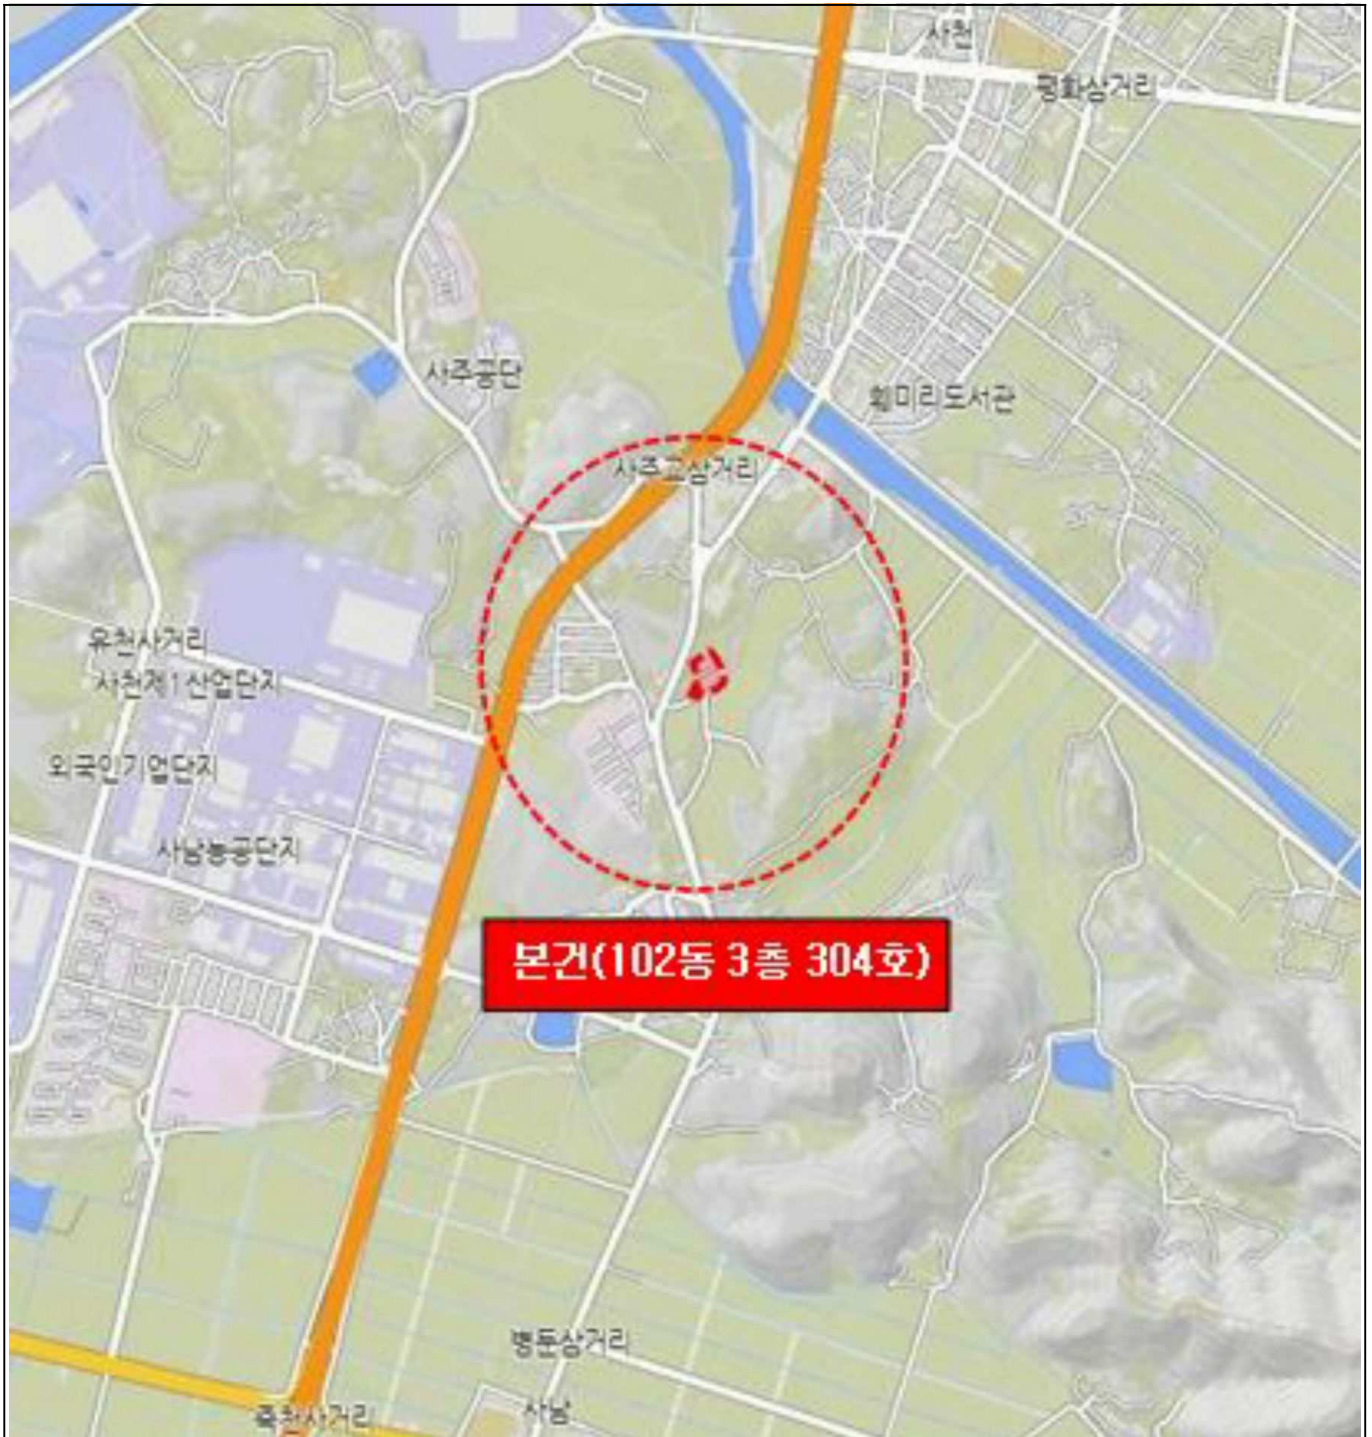 사천
평화삼거리
사주공단
횥미리도서관
사주교삼거리
유천사거리
사천제1산업단지
외국인기업단지
사남농공단지
본건(102동 3층 304호)
병둔삼거리
사남
죽천사거리